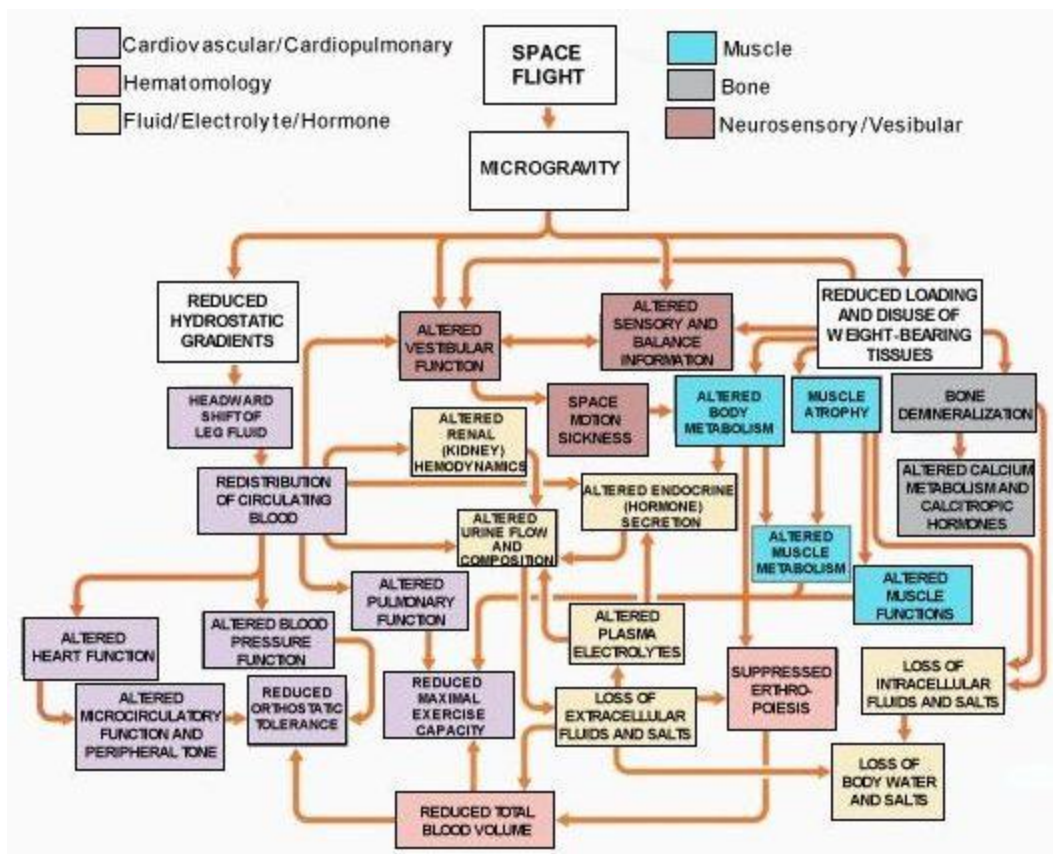 Cardiovascular/Cardiopulmonary
Hematology
Fluid/Electrolyte/Hormone
SPACE
FLIGHT
Muscle
Bone
Neurosensory/Vesibular
MICROGRAVITY
REDUCED
HYDROSTATIC
GRADIENTS
ALTERED
VESTIBULAR
FUNCTION
ALTERED
SENSORY AND
BALANCE
INFORMATION
REDUCED LOADING
AND DISUSE OF
WEIGHT-BEARING
TISSUES
HEADWARD
SHIFT OF
LEG FLUID
ALTERED
RENAL
(KIDNEY)
HEMODYNAMICS
SPACE
MOTION
SICKNESS
ALTERED
BODY
METABOLISM
MUSCLE
ATROPHY
BONE
DEMINERALIZATION
REDISTRIBUTION
OF CIRCULATING
BLOOD
ALTERED ENDOCRINE
(HORMONE)
SECRETION
ALTERED CALCIUM
METABOLISM AND
CALCITROPIC
HORMONES
ALTERED
URINE FLOW
AND
COMPOSITION
ALTERED
MUSCLE
METABOLISM
ALTERED
PULMONARY
FUNCTION
ALTERED
MUSCLE
FUNCTIONS
ALTERED
HEART FUNCTION
ALTERED BLOOD
PRESSURE
FUNCTION
ALTERED
PLASMA
ELECTROLYTES
SUPPRESSED
ERTHRO-
POIESIS
LOSS OF
INTRACELLULAR
FLUIDS AND SALTS
ALTERED
MICROCIRCULATORY
FUNCTION AND
PERIPHERAL TONE
REDUCED
ORTHOSTATIC
TOLERANCE
REDUCED
MAXIMAL
EXERCISE
CAPACITY
LOSS OF
EXTRACELLULAR
FLUIDS AND SALTS
LOSS OF
BODY WATER
AND SALTS
REDUCED TOTAL
BLOOD VOLUME